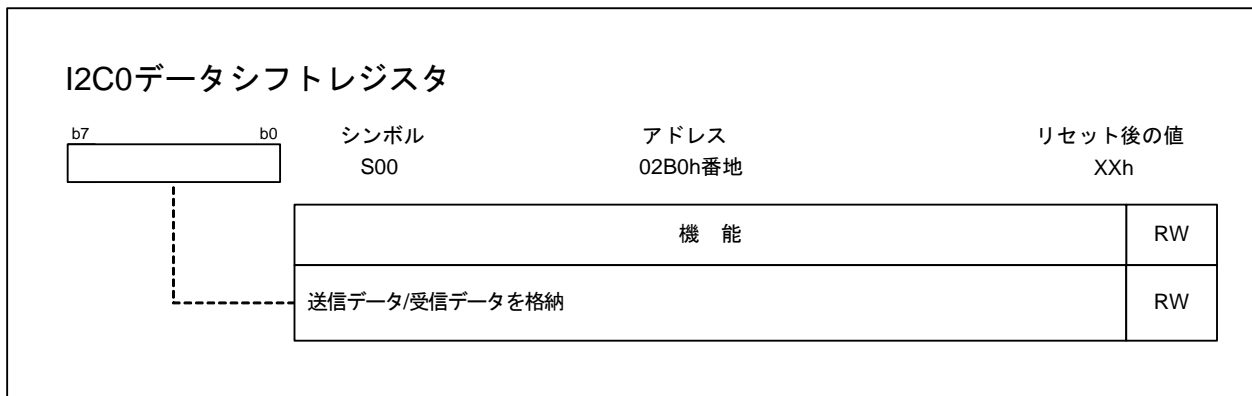 I2C0データシフトレジスタ
b7 b0 シンボル アドレス リセット後の値
S00 02B0h番地 XXh
機 能 RW
送信データ/受信データを格納 RW